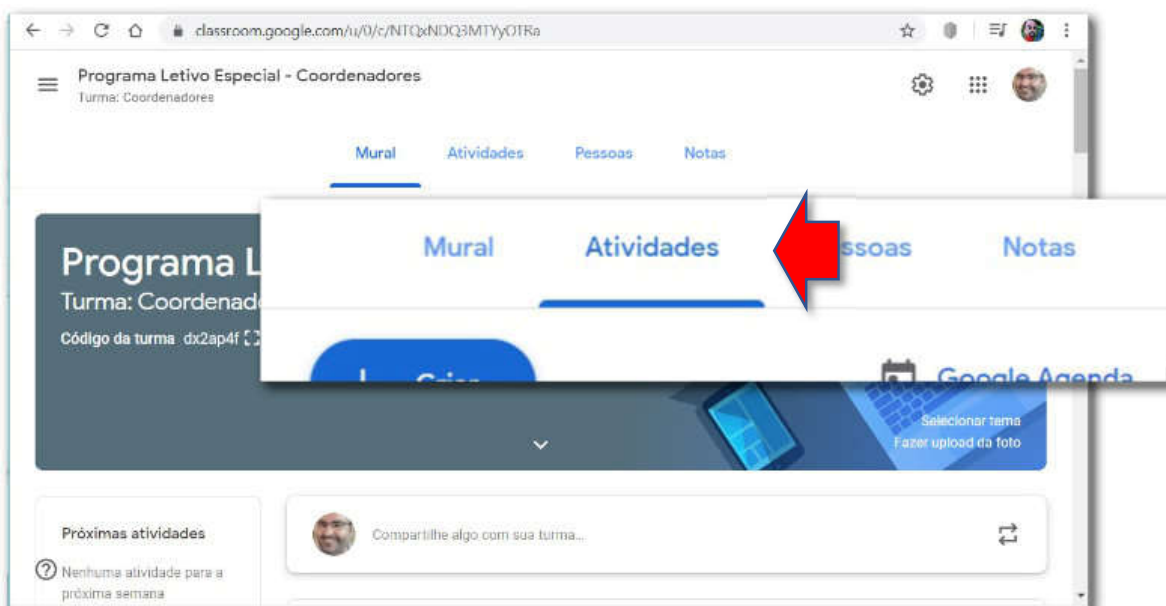 classroom.google.com/u/0/c/NTQxNDQ3MTYyOTRa
Programa Letivo Especial - Coordenadores
Turma: Coordenadores
Mural Atividades Pessoas Notas
Mural Atividades ssoas Notas
Criar
Google Agenda
Programa L
Turma: Coordenad
Código da turma dx2ap4f
Selecionar tema
Fazer upload da foto
Próximas atividades
Nenhuma atividade para a
próxima semana
Compartilhe algo com sua turma...